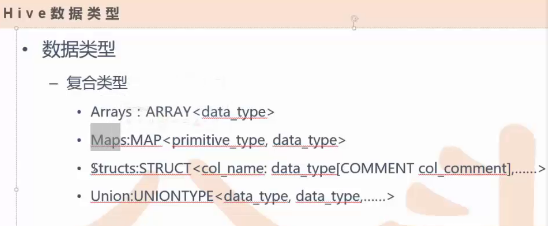 Hive数据类型
• 数据类型
– 复合类型
• Arrays：ARRAY<data_type>
• Maps:MAP<primitive_type, data_type>
• Structs:STRUCT<col_name: data_type[COMMENT col_comment],……>
• Union:UNIONTYPE<data_type, data_type,……>